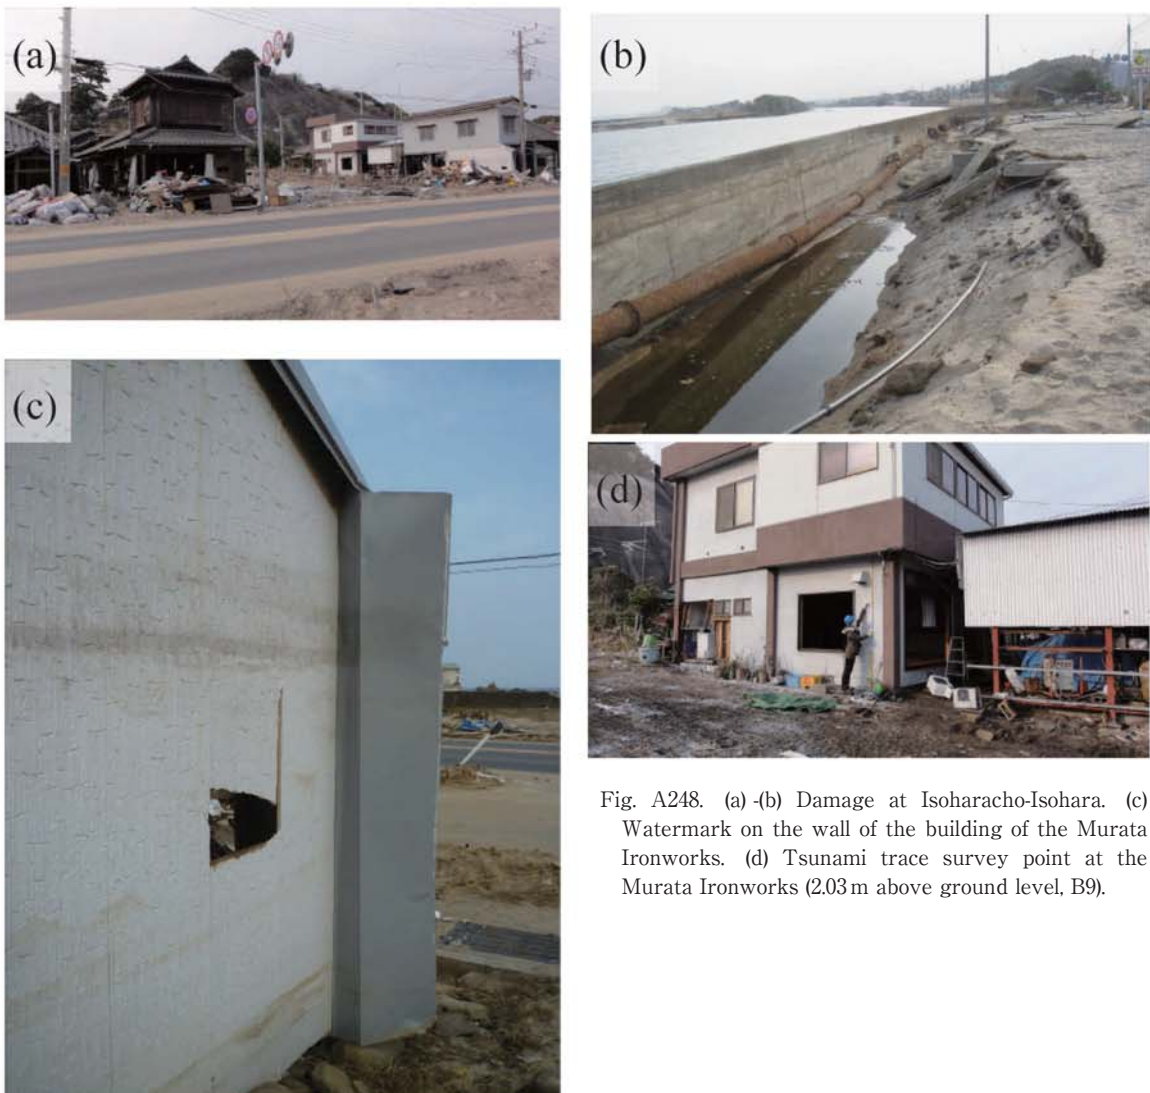 (a)
(b)
(c)
(d)
Fig. A248. (a) -(b) Damage at Isoharacho-Isohara. (c)
Watermark on the wall of the building of the Murata
Ironworks. (d) Tsunami trace survey point at the
Murata Ironworks (2.03 m above ground level, B9).